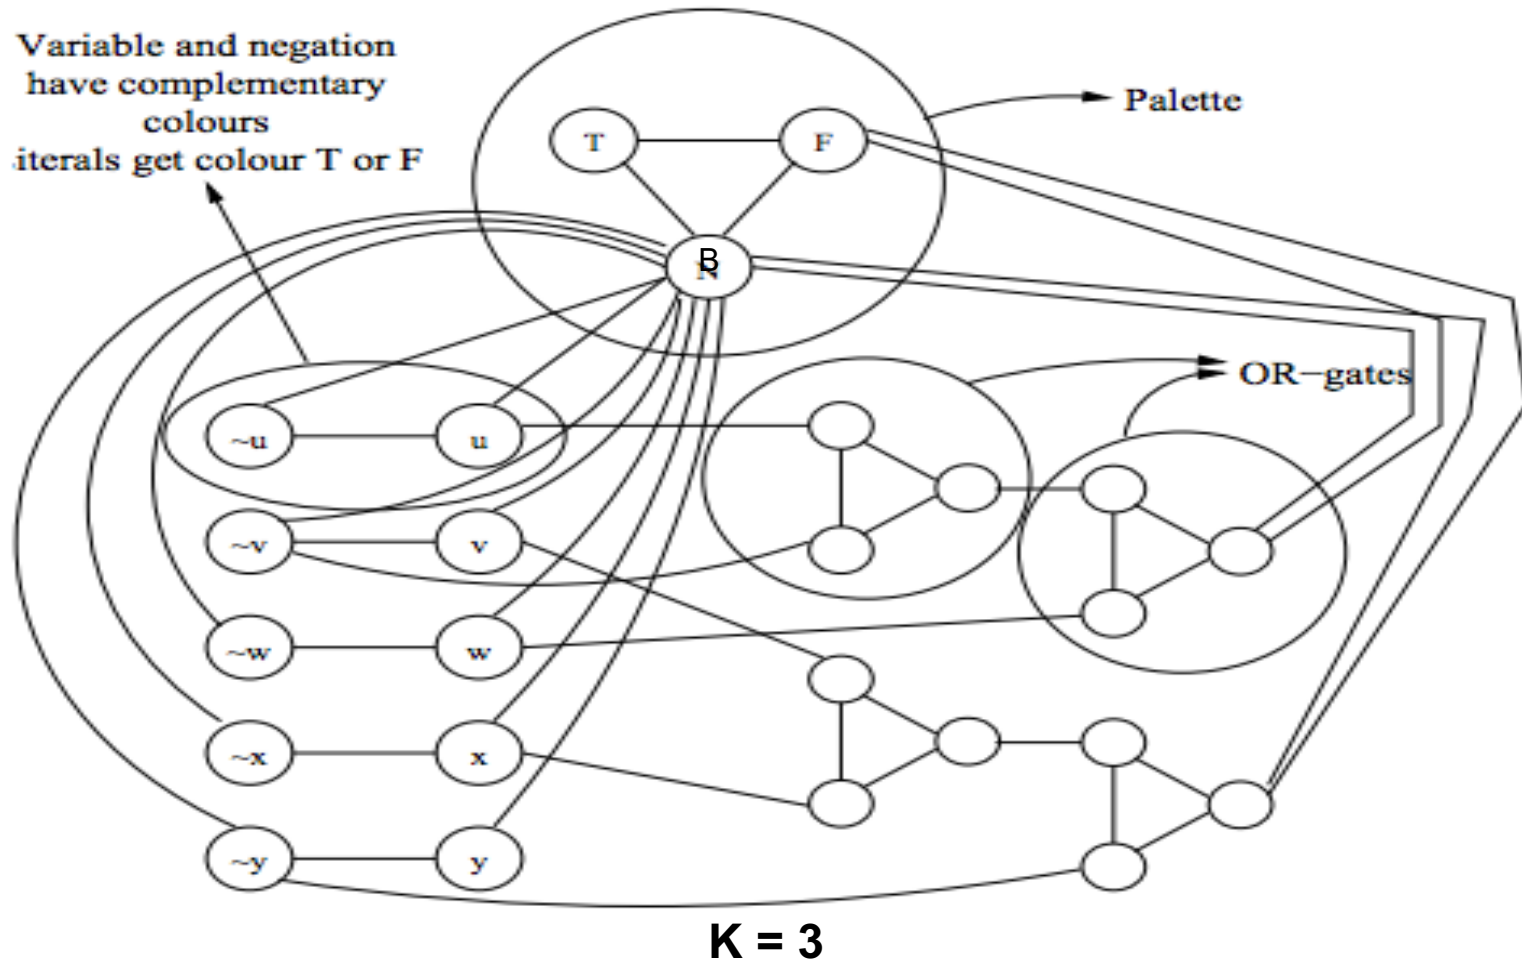 Variable and negation
have complementary
colours
iterals get colour T or F
Palette
T
F
B
N
OR−gates
~u
u
~v
v
~w
w
~x
x
~y
y
K = 3